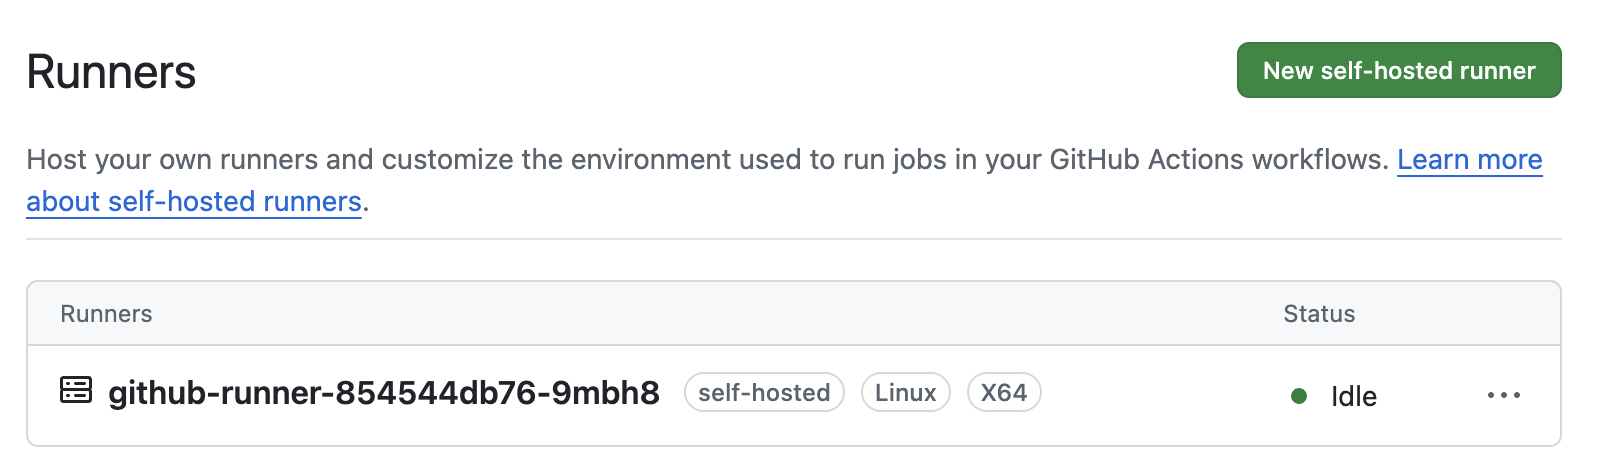 Runners
New self-hosted runner
Host your own runners and customize the environment used to run jobs in your GitHub Actions workflows. Learn more
about self-hosted runners.
Runners Status
github-runner-854544db76-9mbh8 self-hosted Linux X64 Idle